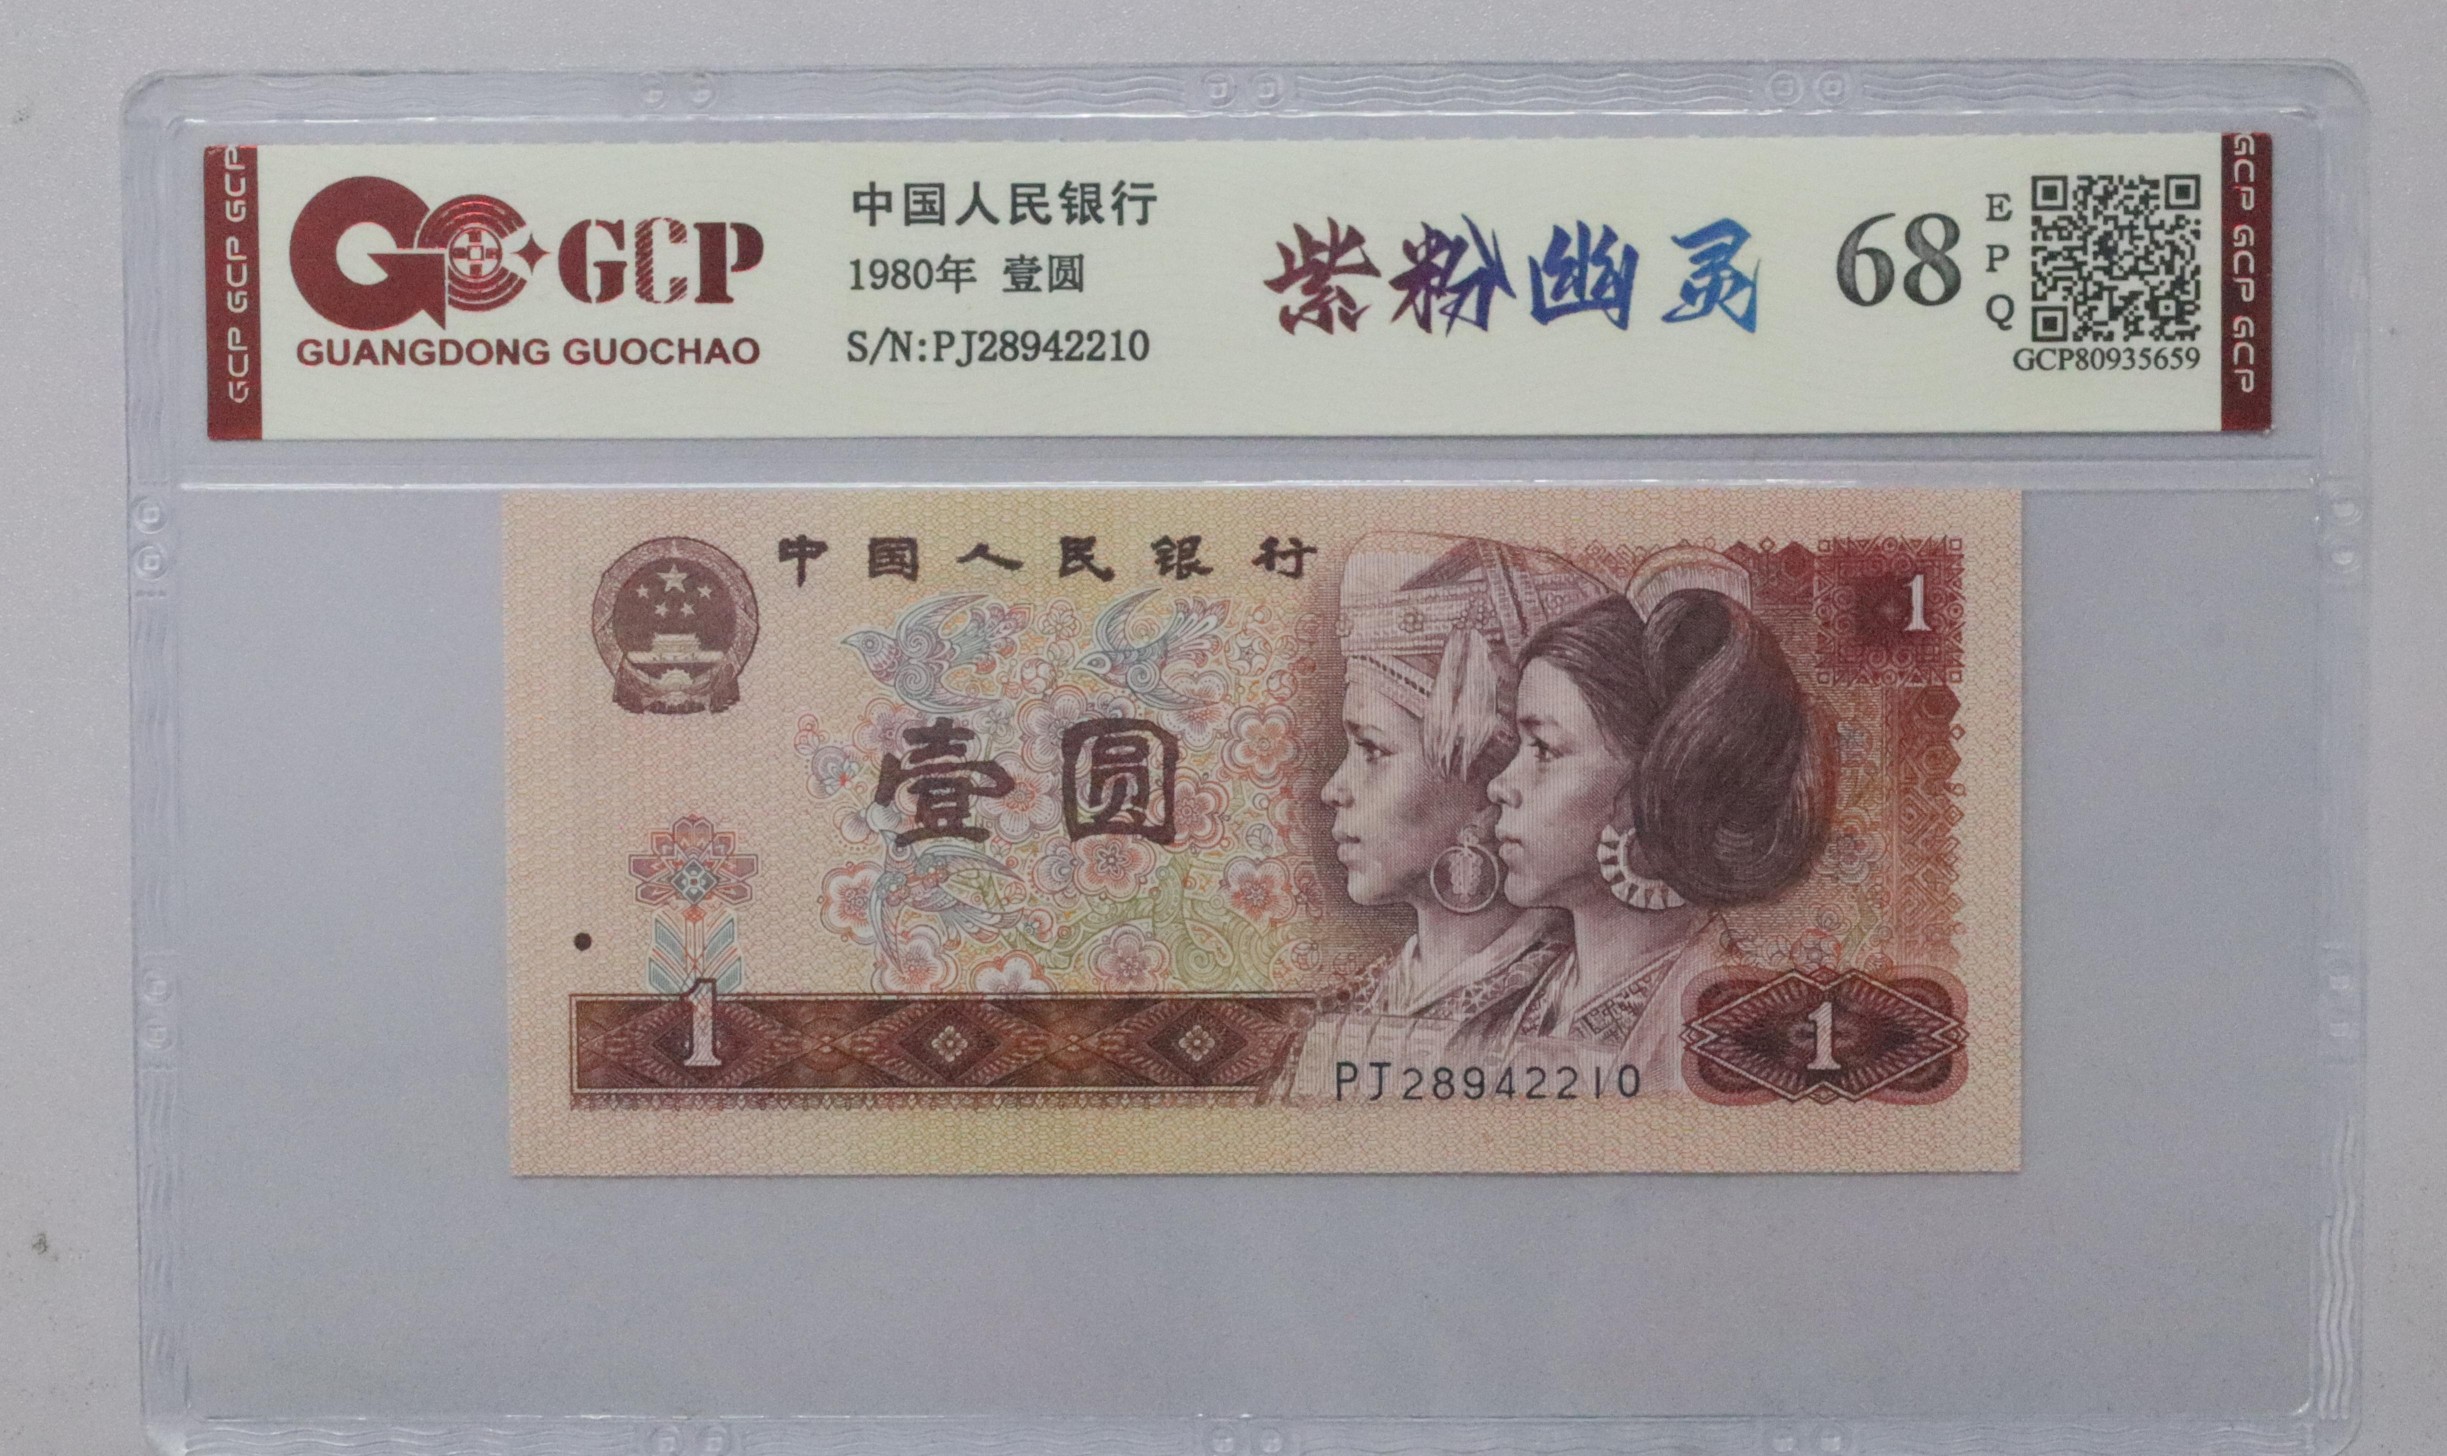 GCP GCP GCP
GCP
GUANGDONG GUOCHAO
中国人民银行
1980年 壹圆
S/N:PJ28942210
紫粉幽灵
68
EPQ
GCP80935659
GCP GCP GCP
中国人民银行
1
壹圆
1
PJ28942210
1